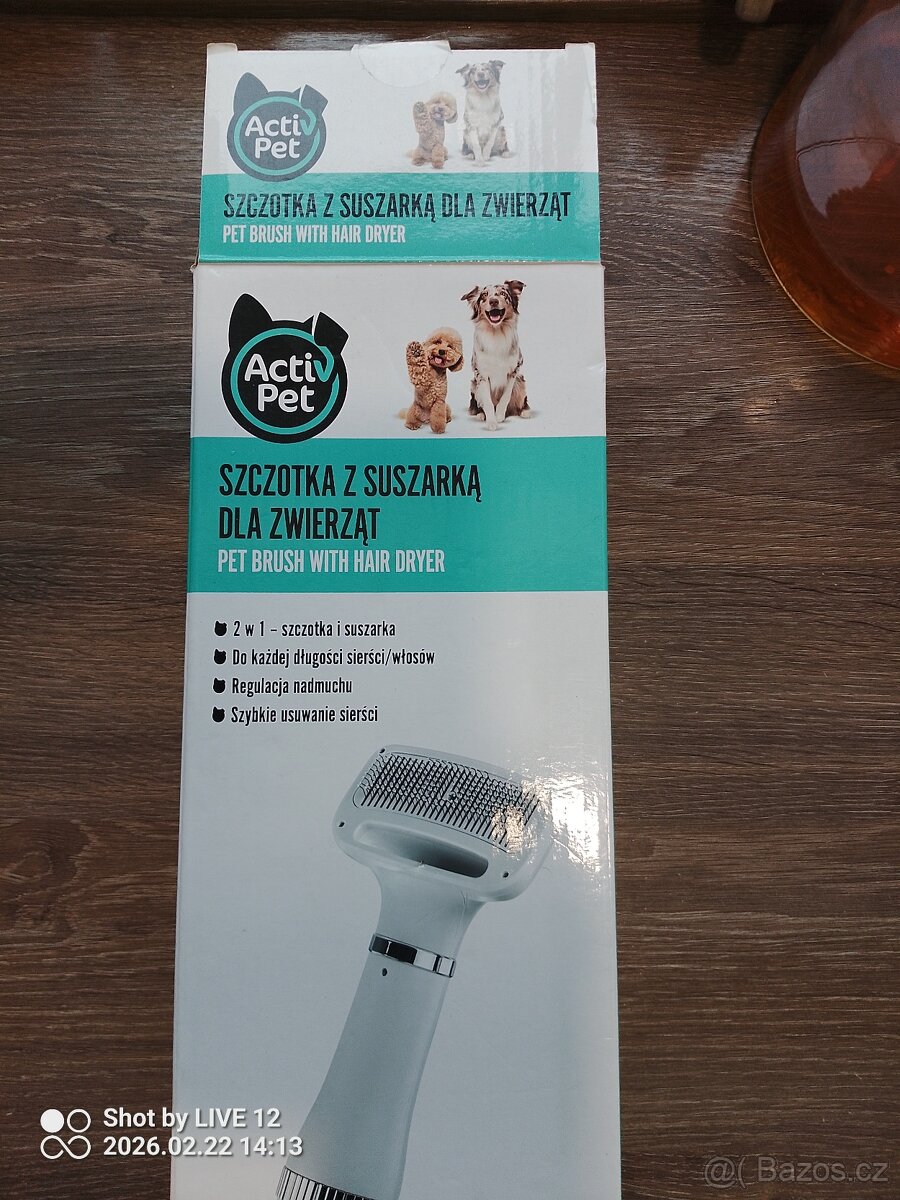 Activ
Pet
SZCZOTKA Z SUSZARKĄ DLA ZWIERZĄT
PET BRUSH WITH HAIR DRYER
Activ
Pet
SZCZOTKA Z SUSZARKĄ
DLA ZWIERZĄT
PET BRUSH WITH HAIR DRYER
2 w 1 – szczotka i suszarka
Do każdej długości sierści/włosów
Regulacja nadmuchu
Szybkie usuwanie sierści
Shot by LIVE 12
2026.02.22 14:13
@( Bazos.cz